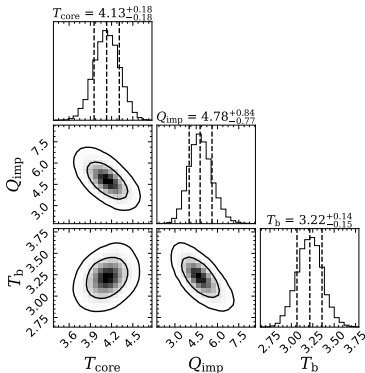 T_core = 4.13^{+0.18}_{-0.18}
Q_imp = 4.78^{+0.84}_{-0.77}
7.5
6.0
4.5
3.0
Q_imp
T_b = 3.22^{+0.14}_{-0.15}
3.75
3.50
3.25
3.00
2.75
T_b
3.6 3.9 4.2 4.5 3.0 4.5 6.0 7.5 2.75 3.00 3.25 3.50 3.75
T_core Q_imp T_b